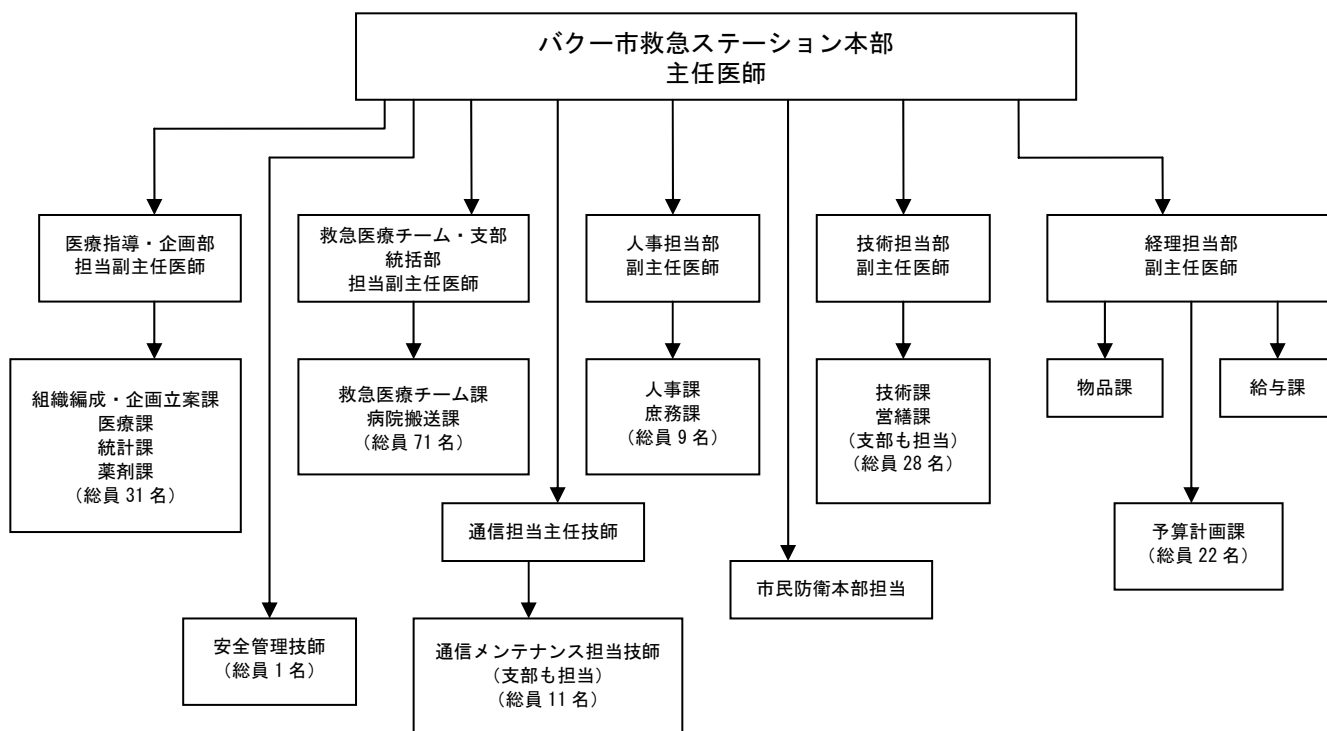 バクー市救急ステーション本部
主任医師
医療指導・企画部
担当副主任医師
救急医療チーム・支部
統括部
担当副主任医師
人事担当部
副主任医師
技術担当部
副主任医師
経理担当部
副主任医師
組織編成・企画立案課
医療課
統計課
薬剤課
(総員 31 名)
救急医療チーム課
病院搬送課
(総員 71 名)
人事課
庶務課
(総員 9 名)
技術課
営繕課
(支部も担当)
(総員 28 名)
物品課
給与課
通信担当主任技師
予算計画課
(総員 22 名)
市民防衛本部担当
安全管理技師
(総員 1 名)
通信メンテナンス担当技師
(支部も担当)
(総員 11 名)